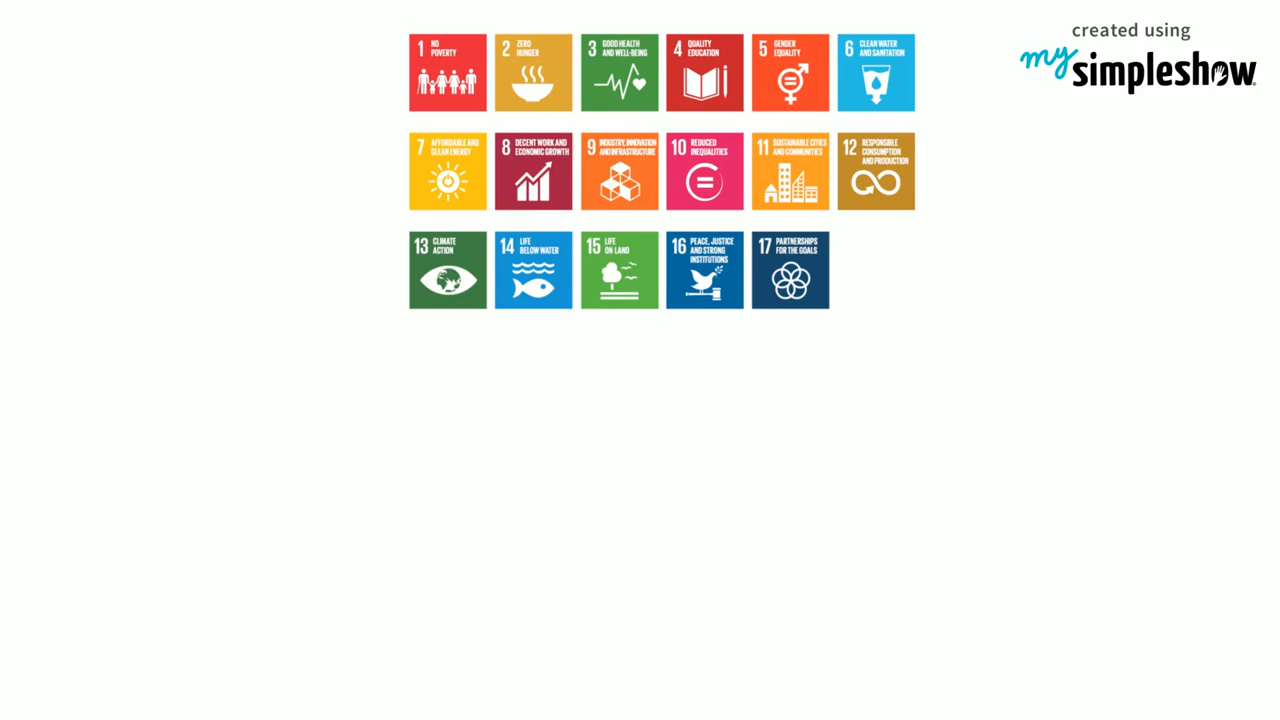 created using
my simpleshow
1 NO
POVERTY
2 ZERO
HUNGER
3 GOOD HEALTH
AND WELL-BEING
4 QUALITY
EDUCATION
5 GENDER
EQUALITY
6 CLEAN WATER
AND SANITATION
7 AFFORDABLE AND
CLEAN ENERGY
8 DECENT WORK AND
ECONOMIC GROWTH
9 INDUSTRY, INNOVATION
AND INFRASTRUCTURE
10 REDUCED
INEQUALITIES
11 SUSTAINABLE CITIES
AND COMMUNITIES
12 RESPONSIBLE
CONSUMPTION
AND PRODUCTION
13 CLIMATE
ACTION
14 LIFE
BELOW WATER
15 LIFE
ON LAND
16 PEACE, JUSTICE
AND STRONG
INSTITUTIONS
17 PARTNERSHIPS
FOR THE GOALS